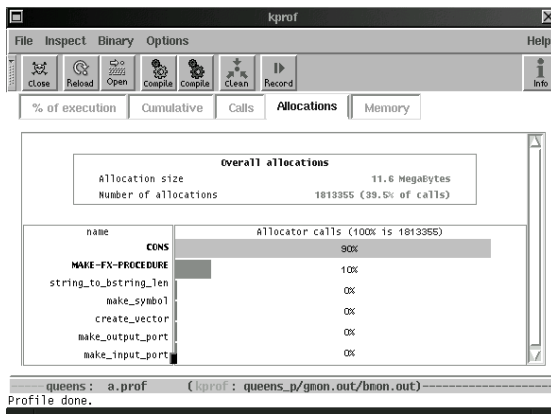 kprof
File Inspect Binary Options Help
Close Reload Open Compile Compile Clean Record Info
% of execution Cumulative Calls Allocations Memory
Overall allocations
Allocation size 11.6 MegaBytes
Number of allocations 1813355 (39.5% of calls)
name Allocator calls (100% is 1813355)
CONS 90%
MAKE-FX-PROCEDURE 10%
string_to_bstring_len 0%
make_symbol 0%
create_vector 0%
make_output_port 0%
make_input_port 0%
queens: a.prof (kprof: queens_p/gmon.out/bmon.out)
Profile done.